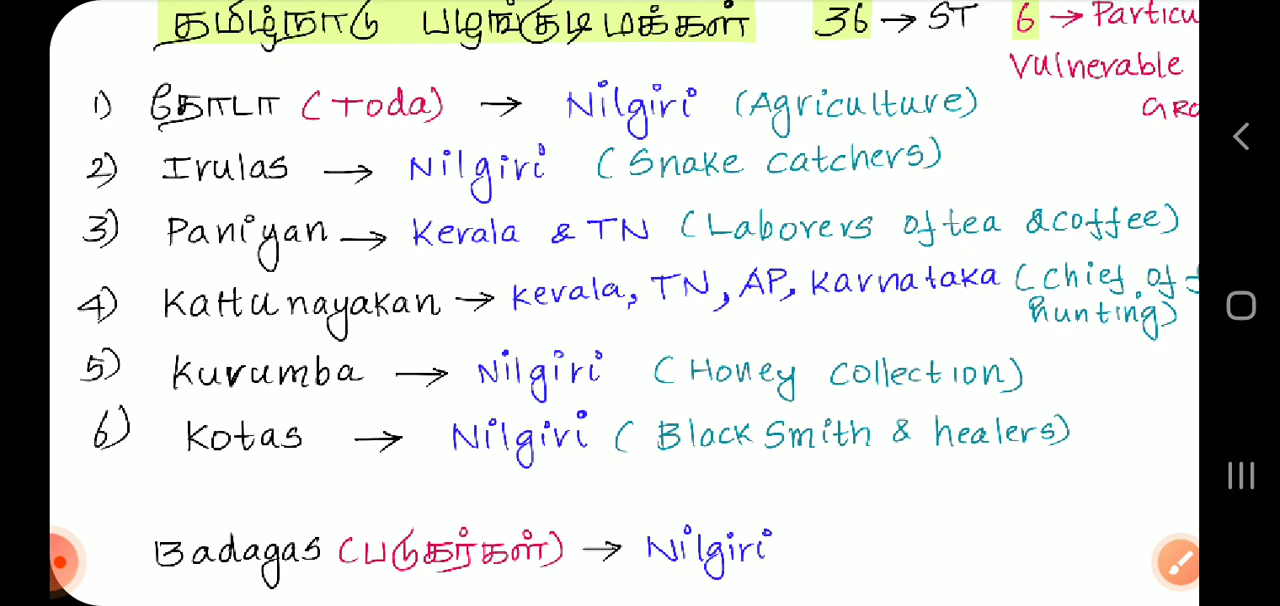 தமிழ்நாடு பழங்குடிமக்கள் 36 → ST 6 → Particu
Vulnerable
GRO
1) தோடா (Toda) → Nilgiri (Agriculture)
2) Irulas → Nilgiri (Snake catchers)
3) Paniyan → Kerala & TN (Laborers of tea & coffee)
4) Kattunayakan → Kerala, TN, AP, Karnataka (chief of
hunting)
5) Kurumba → Nilgiri (Honey collection)
6) Kotas → Nilgiri (Black Smith & healers)
Badagas (படுகர்கள்) → Nilgiri